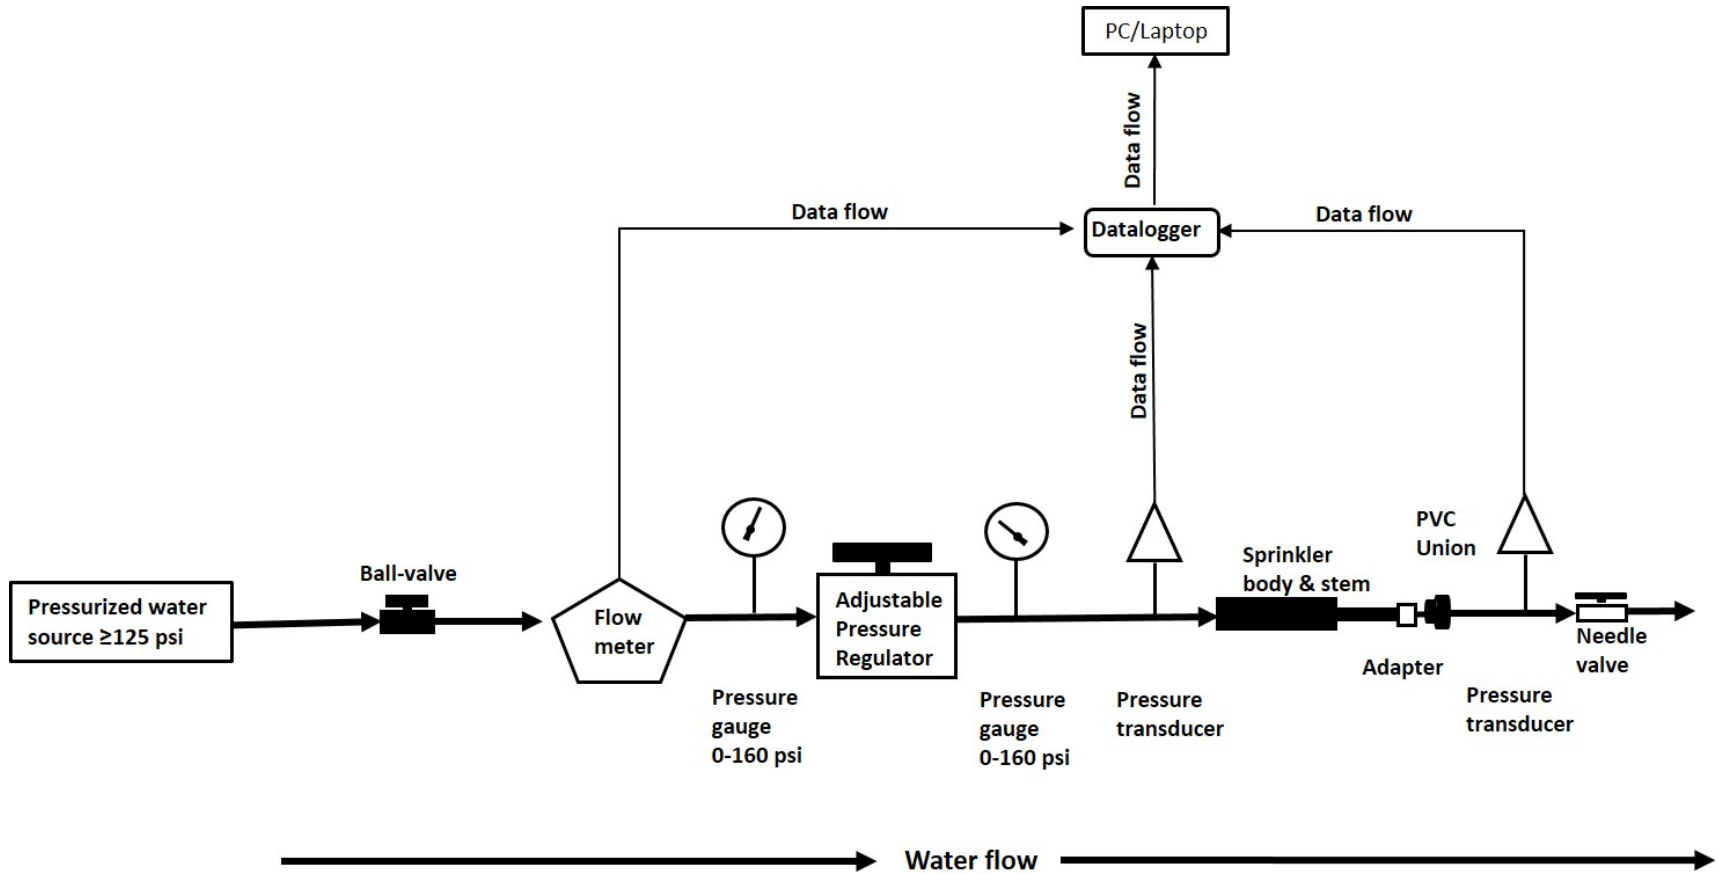 PC/Laptop
Data flow
Data flow
Datalogger
Data flow
Data flow
PVC
Union
Sprinkler
body & stem
Ball-valve
Pressurized water
source ≥125 psi
Flow
meter
Adjustable
Pressure
Regulator
Needle
valve
Adapter
Pressure
gauge
0-160 psi
Pressure
gauge
0-160 psi
Pressure
transducer
Pressure
transducer
Water flow